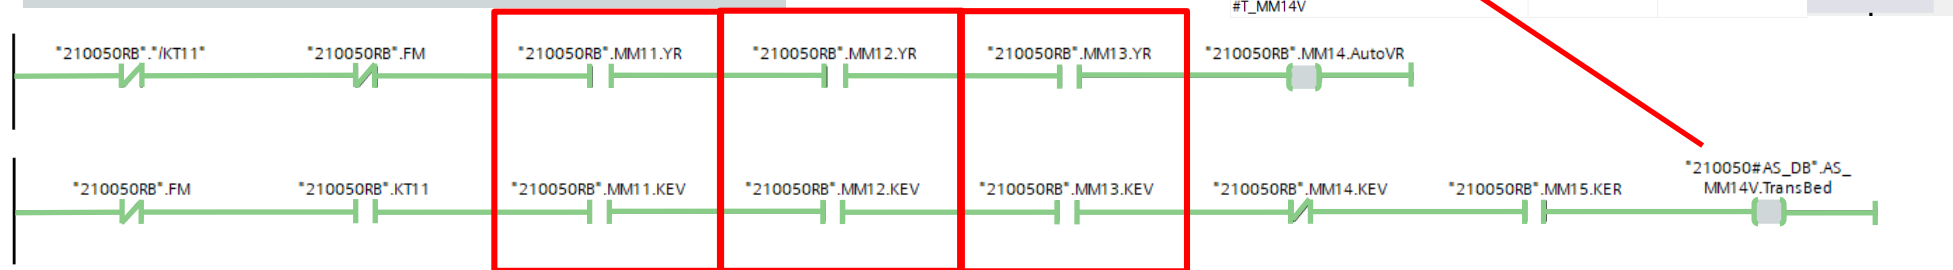 #T_MM14V
"210050RB"."/KT11" "210050RB".FM "210050RB".MM11.YR "210050RB".MM12.YR "210050RB".MM13.YR "210050RB".MM14.AutoVR
"210050#AS_DB".AS_
"210050RB".FM "210050RB".KT11 "210050RB".MM11.KEV "210050RB".MM12.KEV "210050RB".MM13.KEV "210050RB".MM14.KEV "210050RB".MM15.KER MM14V.TransBed